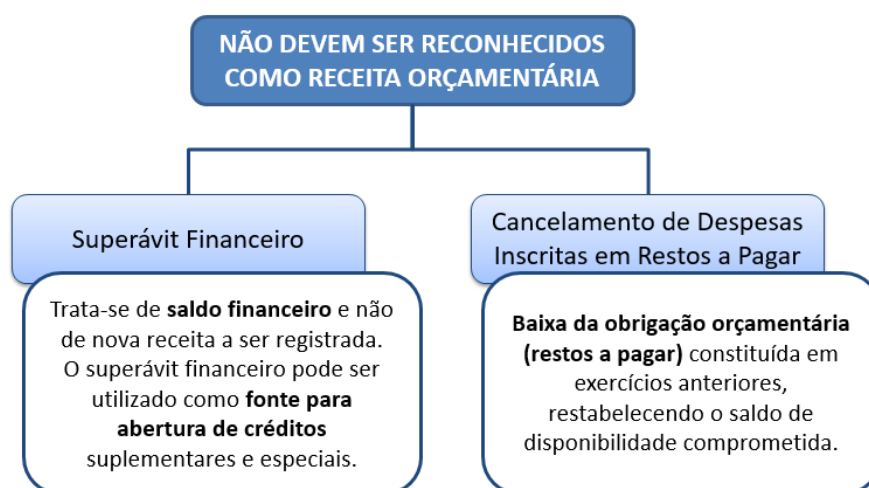 NÃO DEVEM SER RECONHECIDOS
COMO RECEITA ORÇAMENTÁRIA
Superávit Financeiro
Trata-se de saldo financeiro e não
de nova receita a ser registrada.
O superávit financeiro pode ser
utilizado como fonte para
abertura de créditos
suplementares e especiais.
Cancelamento de Despesas
Inscritas em Restos a Pagar
Baixa da obrigação orçamentária
(restos a pagar) constituída em
exercícios anteriores,
restabelecendo o saldo de
disponibilidade comprometida.